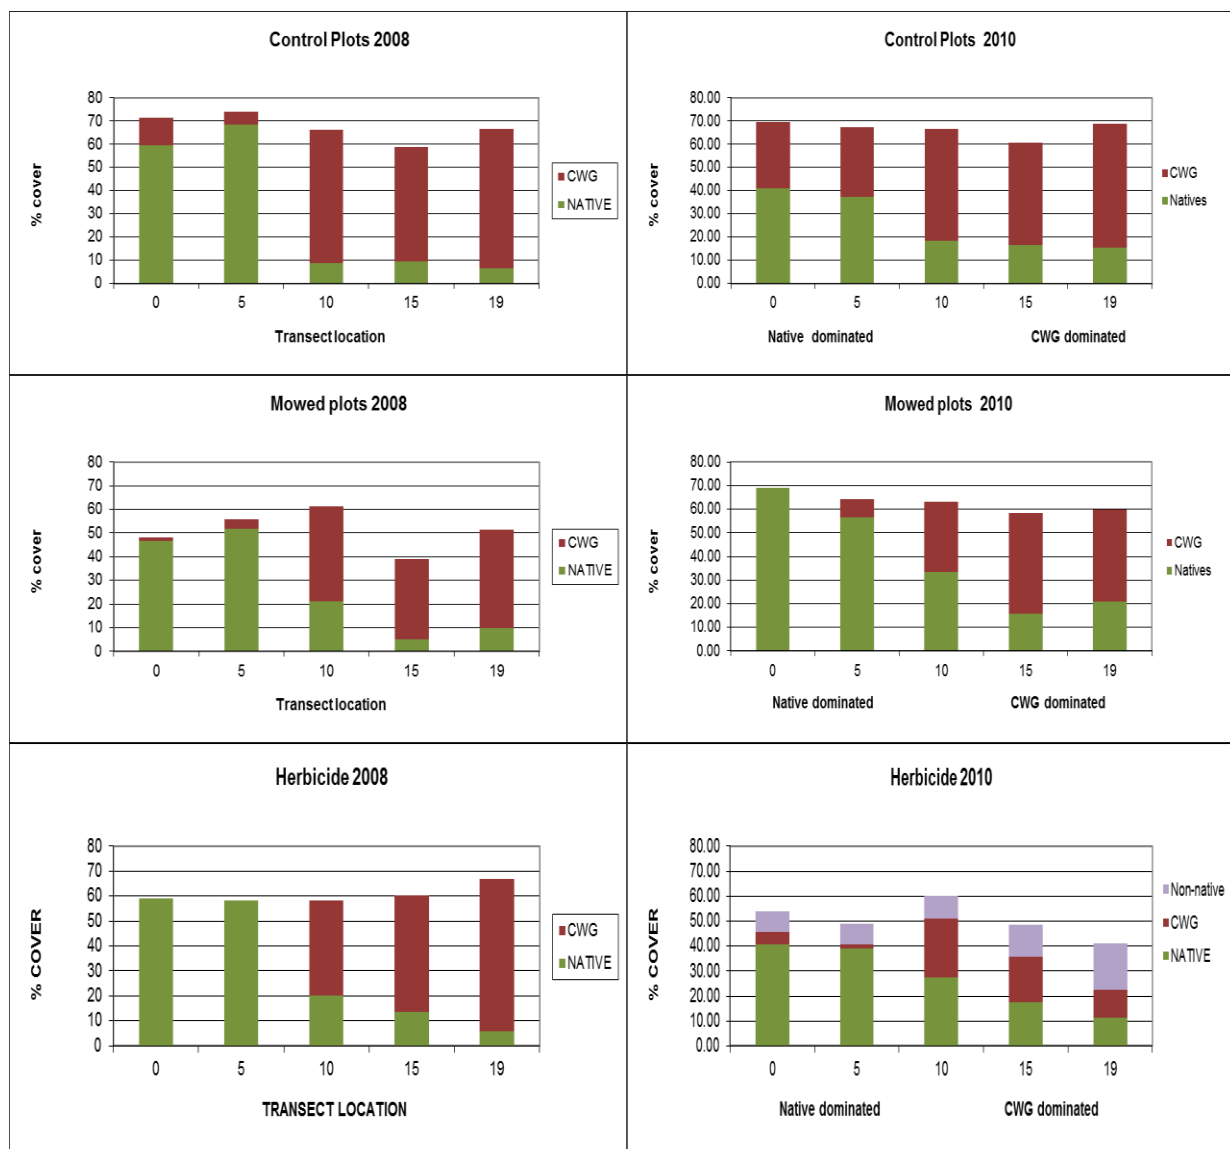 Control Plots 2008
80
70
60
50
40
30
20
10
0
% cover
0 5 10 15 19
Transect location
CWG
NATIVE
Control Plots 2010
80.00
70.00
60.00
50.00
40.00
30.00
20.00
10.00
0.00
% cover
0 5 10 15 19
Native dominated CWG dominated
CWG
Natives
Mowed plots 2008
80
70
60
50
40
30
20
10
0
% cover
0 5 10 15 19
Transect location
CWG
NATIVE
Mowed plots 2010
80.00
70.00
60.00
50.00
40.00
30.00
20.00
10.00
0.00
% cover
0 5 10 15 19
Native dominated CWG dominated
CWG
Natives
Herbicide 2008
80
70
60
50
40
30
20
10
0
% COVER
0 5 10 15 19
TRANSECT LOCATION
CWG
NATIVE
Herbicide 2010
80.00
70.00
60.00
50.00
40.00
30.00
20.00
10.00
0.00
% COVER
0 5 10 15 19
Native dominated CWG dominated
Non-native
CWG
NATIVE